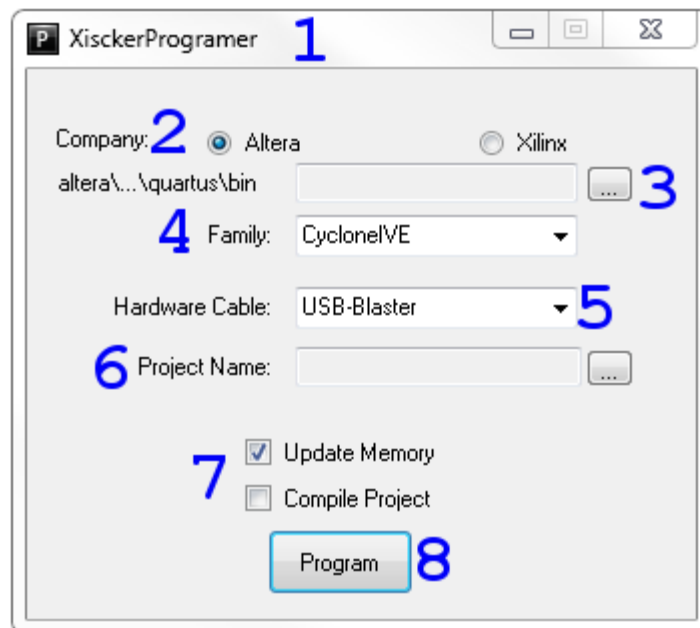 P XisckerProgramer 1
Company: 2 Altera Xilinx
altera\...\quartus\bin ... 3
4 Family: CycloneIVE
Hardware Cable: USB-Blaster 5
6 Project Name: ...
7 Update Memory
Compile Project
Program 8